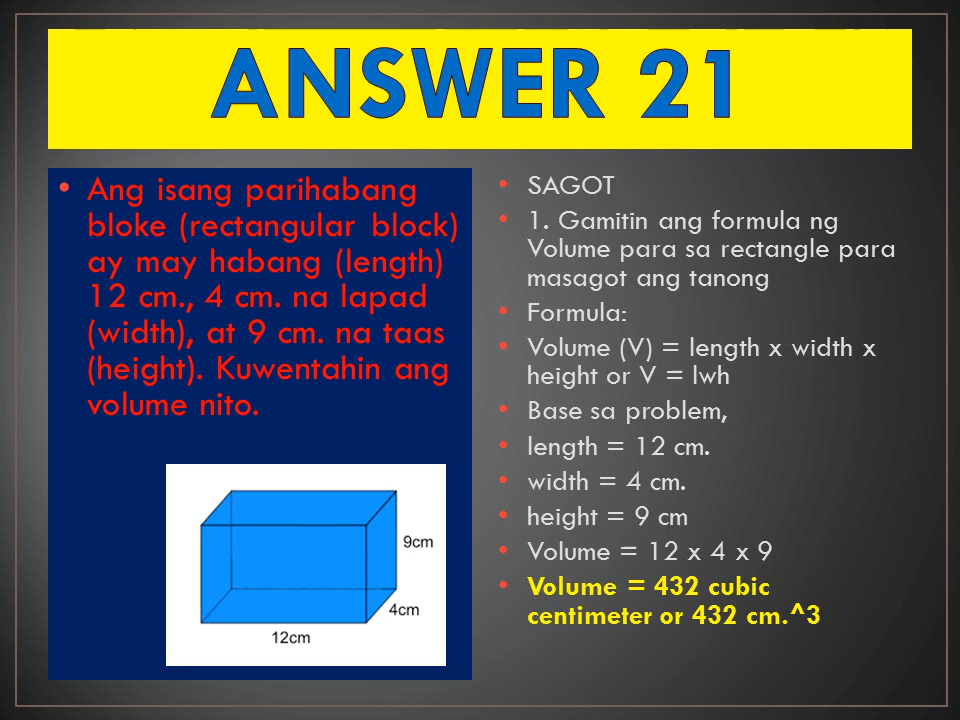 ANSWER 21
• Ang isang parihabang
bloke (rectangular block)
ay may habang (length)
12 cm., 4 cm. na lapad
(width), at 9 cm. na taas
(height). Kuwentahin ang
volume nito.
9cm
4cm
12cm
• SAGOT
• 1. Gamitin ang formula ng
Volume para sa rectangle para
masagot ang tanong
• Formula:
• Volume (V) = length x width x
height or V = lwh
• Base sa problem,
• length = 12 cm.
• width = 4 cm.
• height = 9 cm
• Volume = 12 x 4 x 9
• Volume = 432 cubic
centimeter or 432 cm.^3